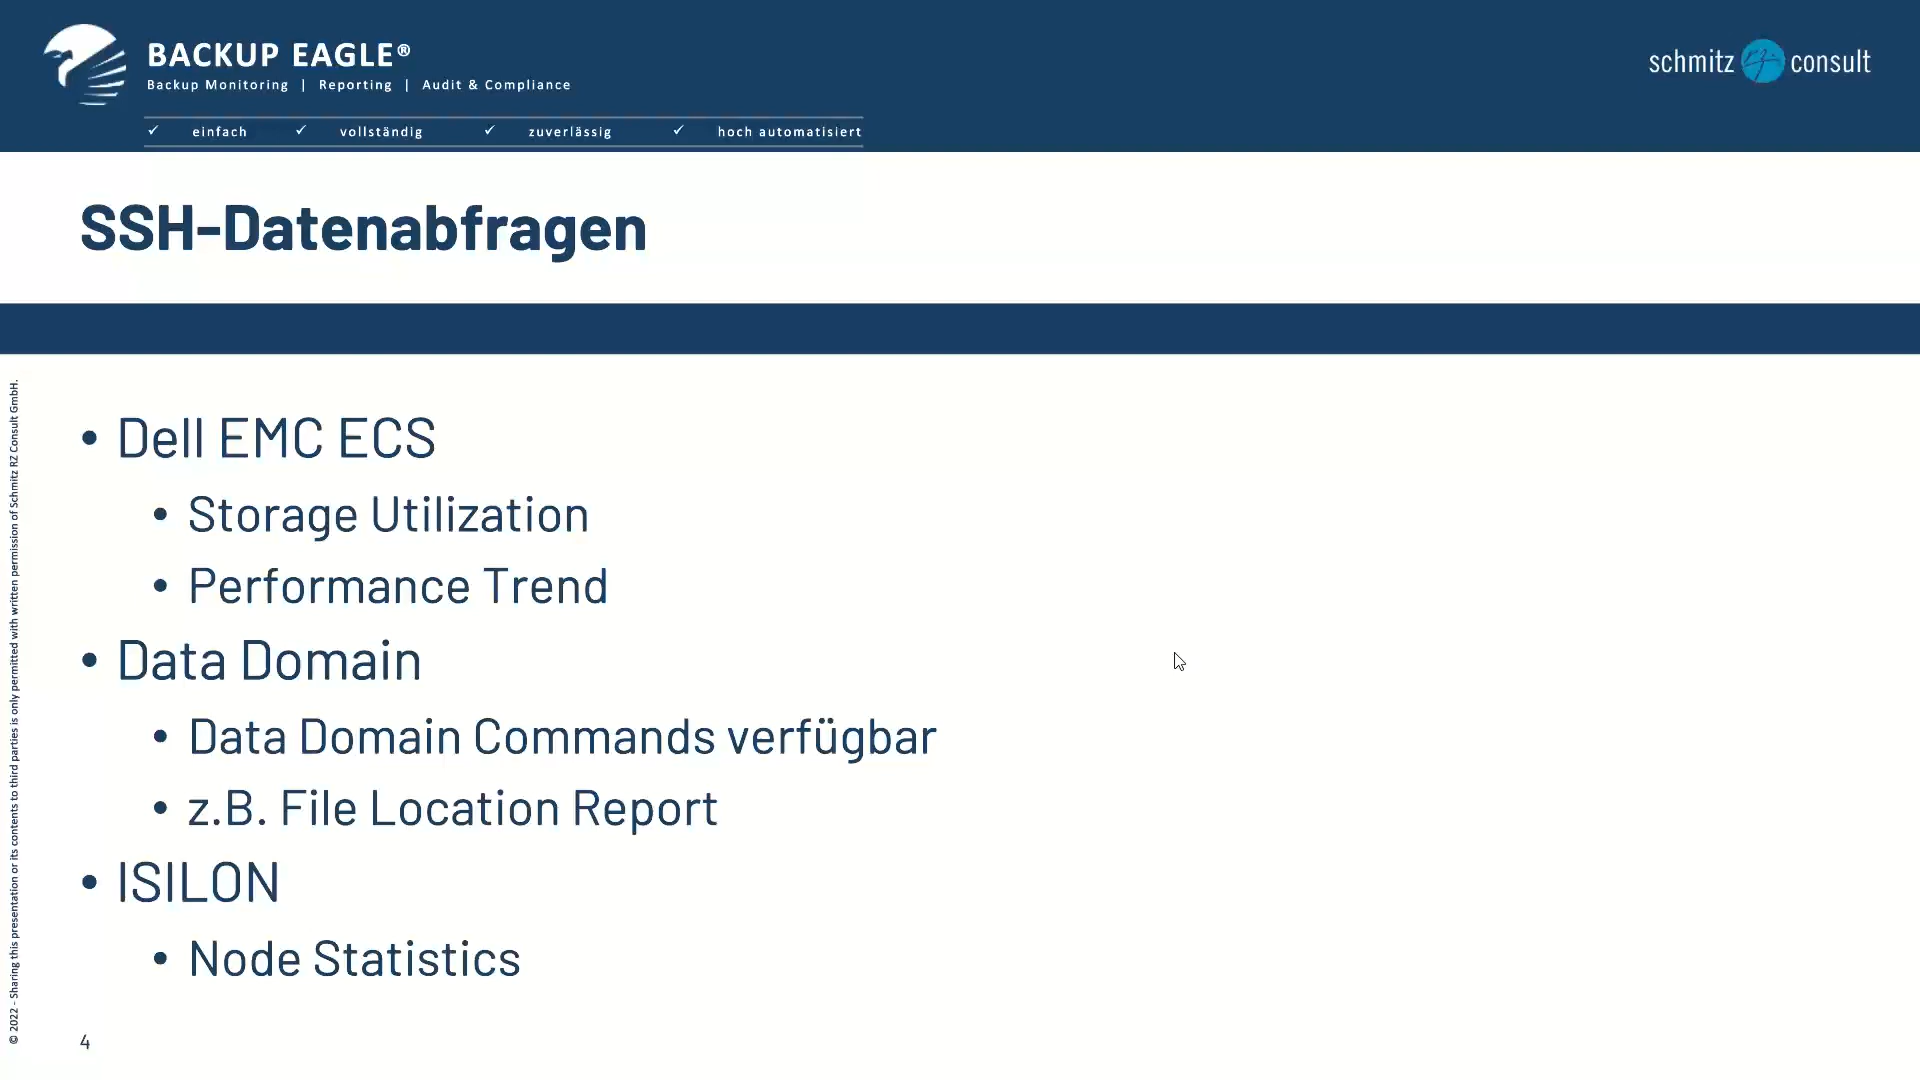 BACKUP EAGLE®
Backup Monitoring | Reporting | Audit & Compliance
✓ einfach ✓ vollständig ✓ zuverlässig ✓ hoch automatisiert
schmitz rz consult
SSH-Datenabfragen
• Dell EMC ECS
• Storage Utilization
• Performance Trend
• Data Domain
• Data Domain Commands verfügbar
• z.B. File Location Report
• ISILON
• Node Statistics
© 2022 - Sharing this presentation or its contents to third parties is only permitted with written permission of Schmitz RZ Consult GmbH.
4